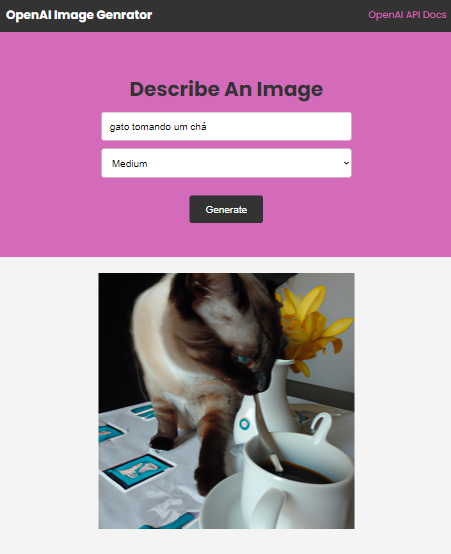 OpenAI Image Genrator
OpenAI API Docs
Describe An Image
gato tomando um chá
Medium
Generate